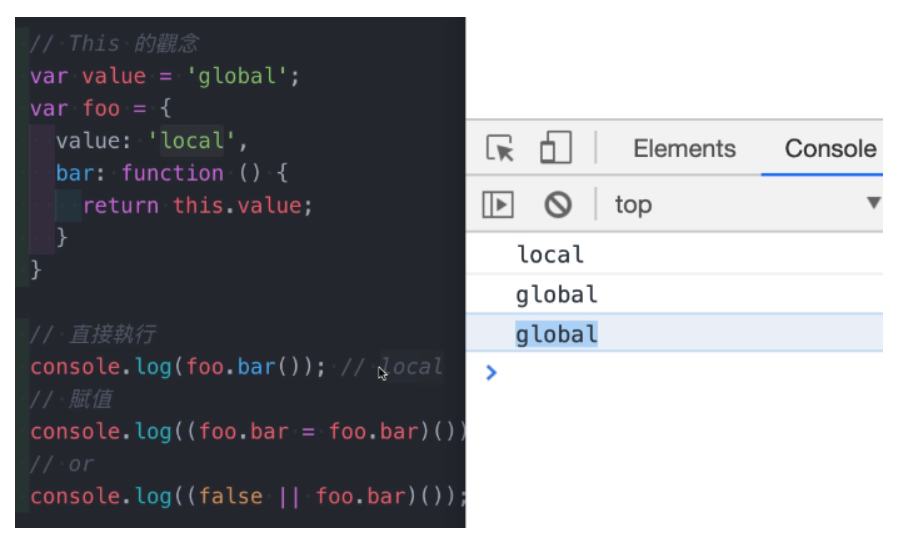 // This 的觀念
var value = 'global';
var foo = {
value: 'local',
bar: function () {
return this.value;
}
}
// 直接執行
console.log(foo.bar()); // local
// 賦值
console.log((foo.bar = foo.bar)())
// or
console.log((false || foo.bar)());
Elements
Console
top
local
global
global